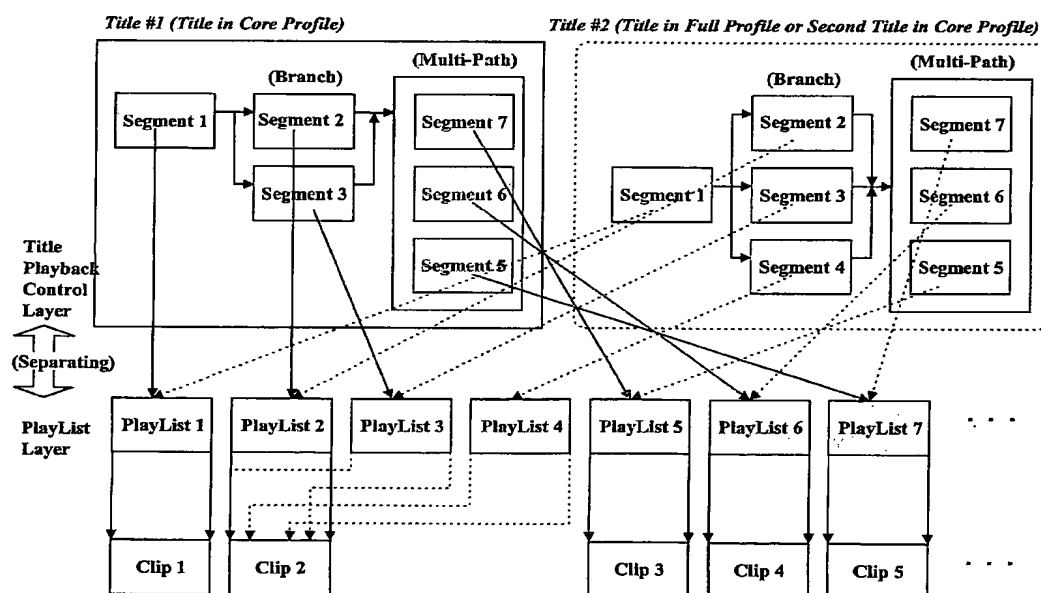 Title #1 (Title in Core Profile)
Title #2 (Title in Full Profile or Second Title in Core Profile)
(Branch)
(Multi-Path)
Segment 1
Segment 2
Segment 3
Segment 7
Segment 6
Segment 5
(Branch)
(Multi-Path)
Segment 1
Segment 2
Segment 3
Segment 4
Segment 7
Segment 6
Segment 5
Title
Playback
Control
Layer
(Separating)
PlayList
Layer
PlayList 1
PlayList 2
PlayList 3
PlayList 4
PlayList 5
PlayList 6
PlayList 7
. . .
Clip 1
Clip 2
Clip 3
Clip 4
Clip 5
. . .